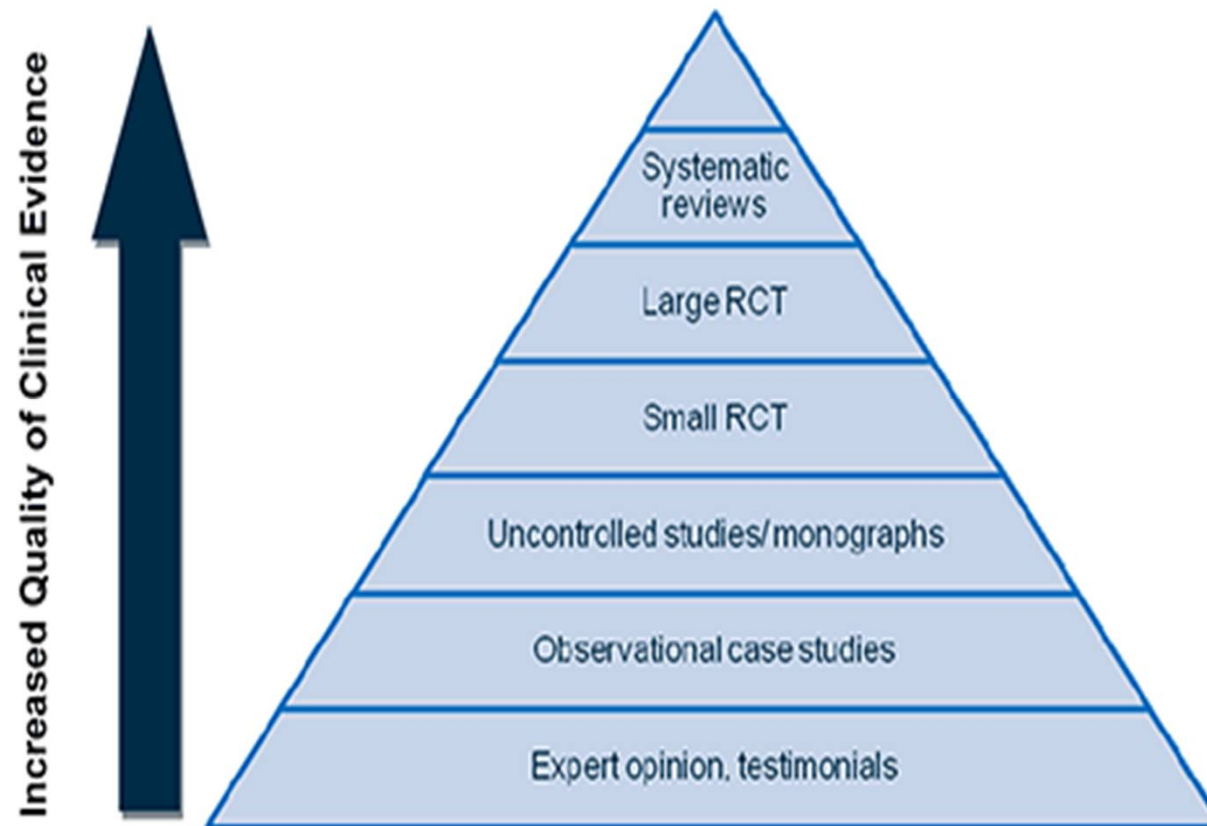 Increased Quality of Clinical Evidence
Systematic
reviews
Large RCT
Small RCT
Uncontrolled studies/monographs
Observational case studies
Expert opinion, testimonials